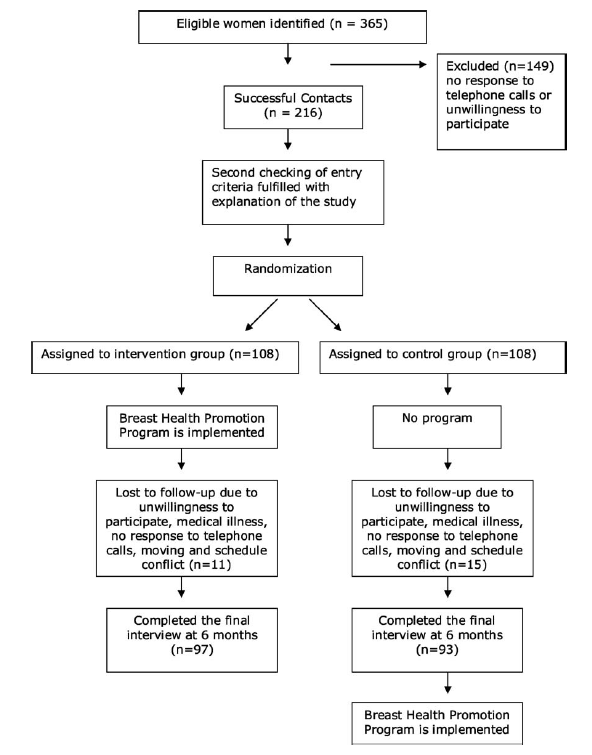 Eligible women identified (n = 365)
Excluded (n=149)
no response to
telephone calls or
unwillingness to
participate
Successful Contacts
(n = 216)
Second checking of entry
criteria fulfilled with
explanation of the study
Randomization
Assigned to intervention group (n=108)
Assigned to control group (n=108)
Breast Health Promotion
Program is implemented
No program
Lost to follow-up due to
unwillingness to
participate, medical illness,
no response to telephone
calls, moving and schedule
conflict (n=11)
Lost to follow-up due to
unwillingness to
participate, medical illness,
no response to telephone
calls, moving and schedule
conflict (n=15)
Completed the final
interview at 6 months
(n=97)
Completed the final
interview at 6 months
(n=93)
Breast Health Promotion
Program is implemented